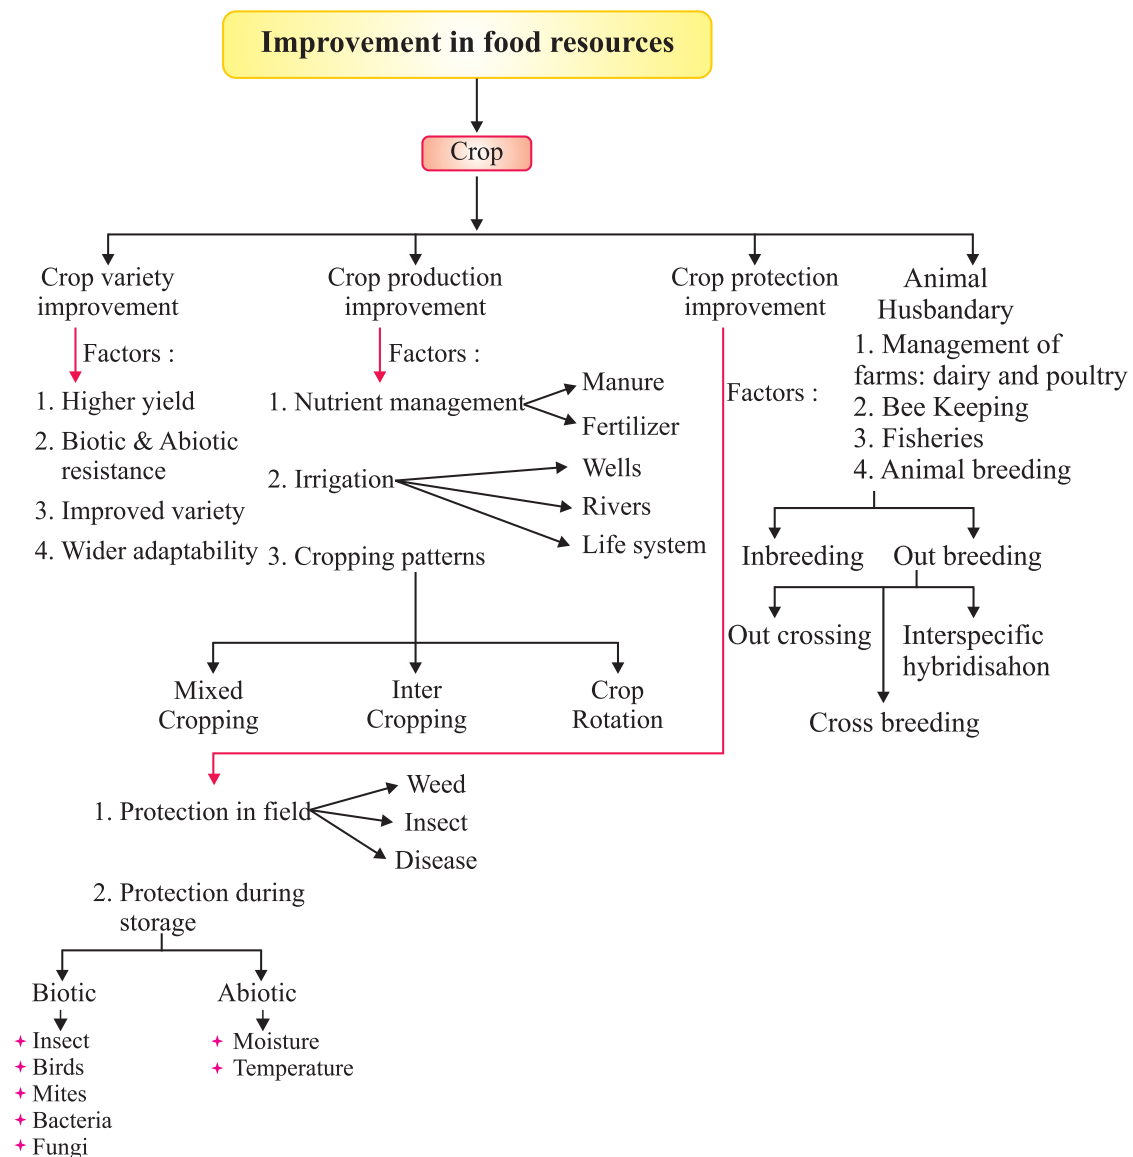 Improvement in food resources
Crop
Crop variety
improvement
Factors :
1. Higher yield
2. Biotic & Abiotic
resistance
3. Improved variety
4. Wider adaptability
Crop production
improvement
Factors :
1. Nutrient management
Manure
Fertilizer
2. Irrigation
Wells
Rivers
Life system
3. Cropping patterns
Mixed
Cropping
Inter
Cropping
Crop
Rotation
Crop protection
improvement
Factors :
1. Protection in field
Weed
Insect
Disease
2. Protection during
storage
Biotic
Insect
Birds
Mites
Bacteria
Fungi
Abiotic
Moisture
Temperature
Animal
Husbandary
1. Management of
farms: dairy and poultry
2. Bee Keeping
3. Fisheries
4. Animal breeding
Inbreeding
Out breeding
Out crossing
Interspecific
hybridisahon
Cross breeding